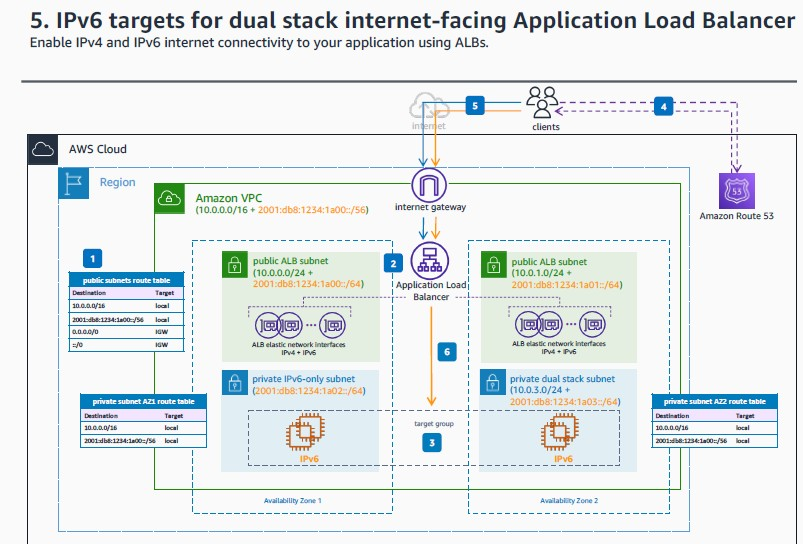 5. IPv6 targets for dual stack internet-facing Application Load Balancer
Enable IPv4 and IPv6 internet connectivity to your application using ALBs.
internet
5
clients
4
AWS Cloud
Region
Amazon VPC
(10.0.0.0/16 + 2001:db8:1234:1a00::/56)
internet gateway
53
Amazon Route 53
1
public subnets route table
Destination Target
10.0.0.0/16 local
2001:db8:1234:1a00::/56 local
0.0.0.0/0 IGW
::/0 IGW
public ALB subnet
(10.0.0.0/24 +
2001:db8:1234:1a00::/64)
ALB elastic network interfaces
IPv4 + IPv6
2
Application Load
Balancer
public ALB subnet
(10.0.1.0/24 +
2001:db8:1234:1a01::/64)
ALB elastic network interfaces
IPv4 + IPv6
6
private subnet AZ1 route table
Destination Target
10.0.0.0/16 local
2001:db8:1234:1a00::/56 local
private IPv6-only subnet
(2001:db8:1234:1a02::/64)
IPv6
target group
3
private dual stack subnet
(10.0.3.0/24 +
2001:db8:1234:1a03::/64)
IPv6
private subnet AZ2 route table
Destination Target
10.0.0.0/16 local
2001:db8:1234:1a00::/56 local
Availability Zone 1
Availability Zone 2